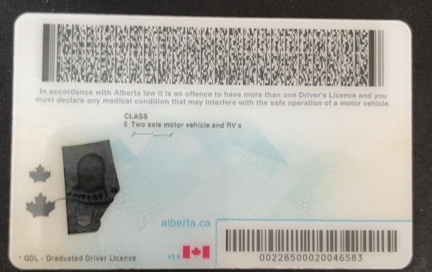 In accordance with Alberta law it is an offence to have more than one Driver's Licence and you
must declare any medical condition that may interfere with the safe operation of a motor vehicle.
CLASS
5 Two axle motor vehicle and RV's
alberta.ca
* GDL - Graduated Driver Licence
00228500020046583